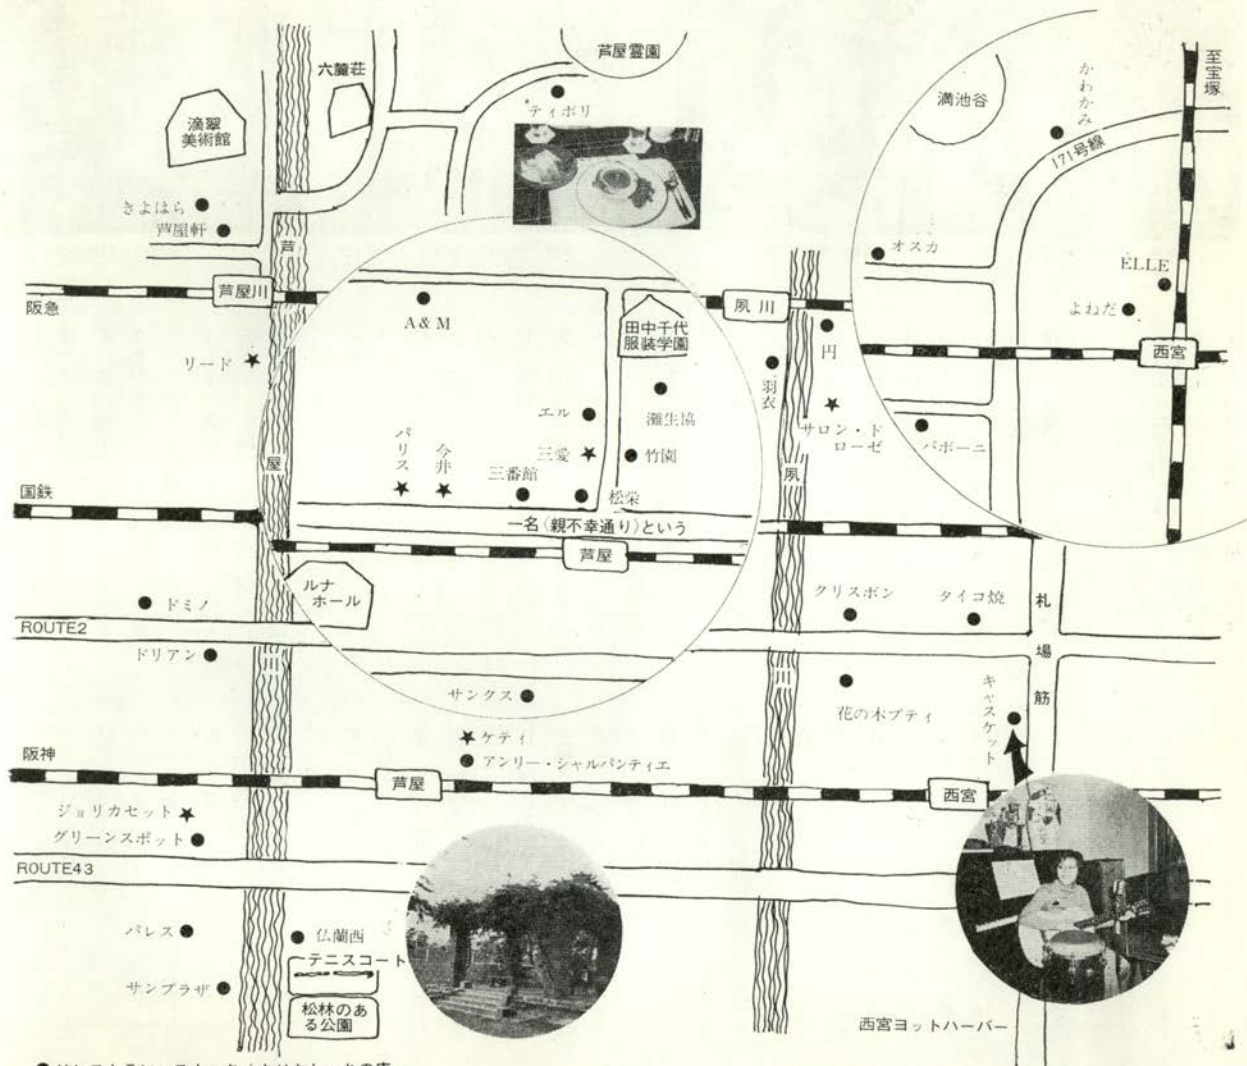 芦屋霊園
六麓荘
ティボリ
滴翠
美術館
きよはら
芦屋軒
満池谷
かわかみ
至宝塚
171号線
オスカ
ELLE
よねだ
西宮
芦屋川
阪急
芦
屋
川
リード
A&M
田中千代
服装学園
夙川
円
羽衣
サロン・ド
ローゼ
パボーニ
エル
灘生協
パリス
今井
三愛
竹園
三番館
松栄
夙
川
国鉄
一名〈親不幸通り〉という
芦屋
ルナ
ホール
ドミノ
ROUTE2
ドリアン
クリスボン
タイコ焼
札場筋
サンクス
花の木プティ
キャスケット
ケティ
アンリー・シャルパンティエ
阪神
芦屋
西宮
ジョリカセット
グリーンスポット
ROUTE43
パレス
仏蘭西
テニスコート
サンプラザ
松林のあ
る公園
西宮ヨットハーバー